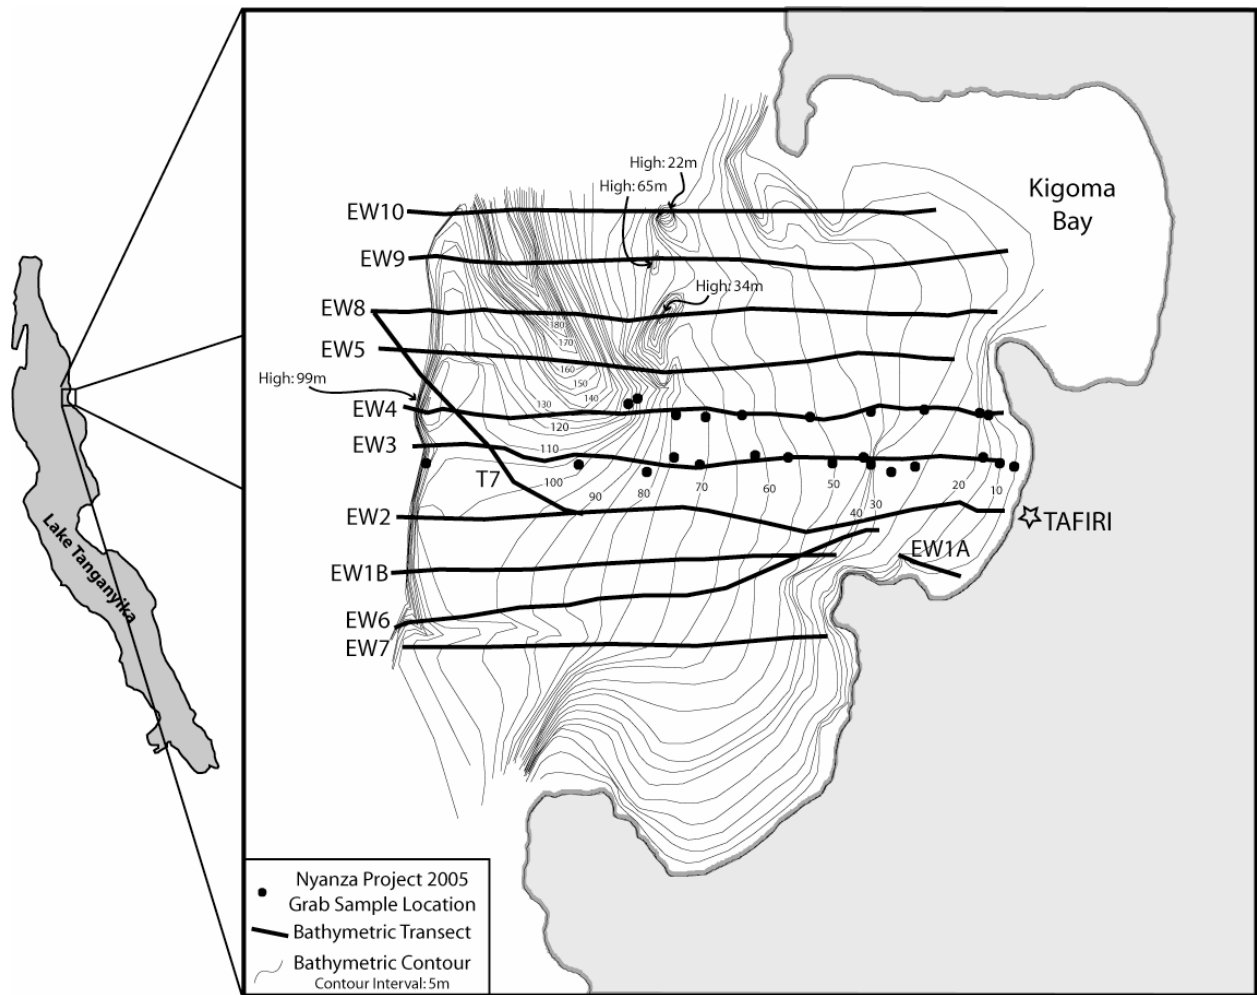 High: 22m
High: 65m
Kigoma
Bay
EW10
EW9
High: 34m
EW8
180
170
EW5
160
150
High: 99m
140
130
EW4
120
EW3
110
T7
100
90
80
70
60
50
40
30
20
10
EW2
TAFIRI
EW1A
EW1B
EW6
EW7
Lake Tanganyika
Nyanza Project 2005
Grab Sample Location
Bathymetric Transect
Bathymetric Contour
Contour Interval: 5m